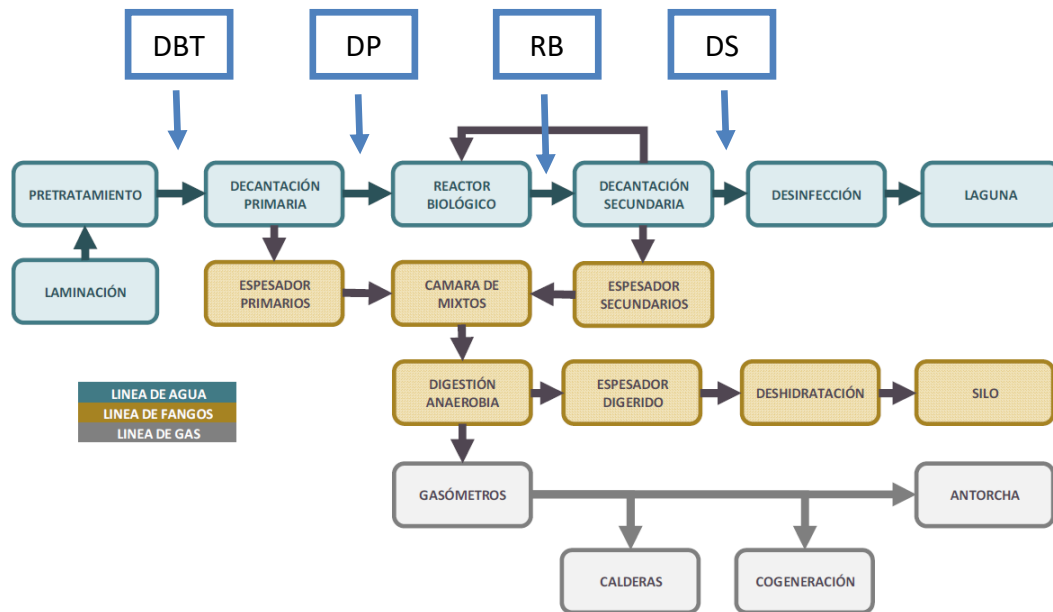 DBT
DP
RB
DS
PRETRATAMIENTO
DECANTACIÓN
PRIMARIA
REACTOR
BIOLÓGICO
DECANTACIÓN
SECUNDARIA
DESINFECCIÓN
LAGUNA
LAMINACIÓN
ESPESADOR
PRIMARIOS
CAMARA DE
MIXTOS
ESPESADOR
SECUNDARIOS
DIGESTIÓN
ANAEROBIA
ESPESADOR
DIGERIDO
DESHIDRATACIÓN
SILO
LINEA DE AGUA
LINEA DE FANGOS
LINEA DE GAS
GASÓMETROS
ANTORCHA
CALDERAS
COGENERACIÓN